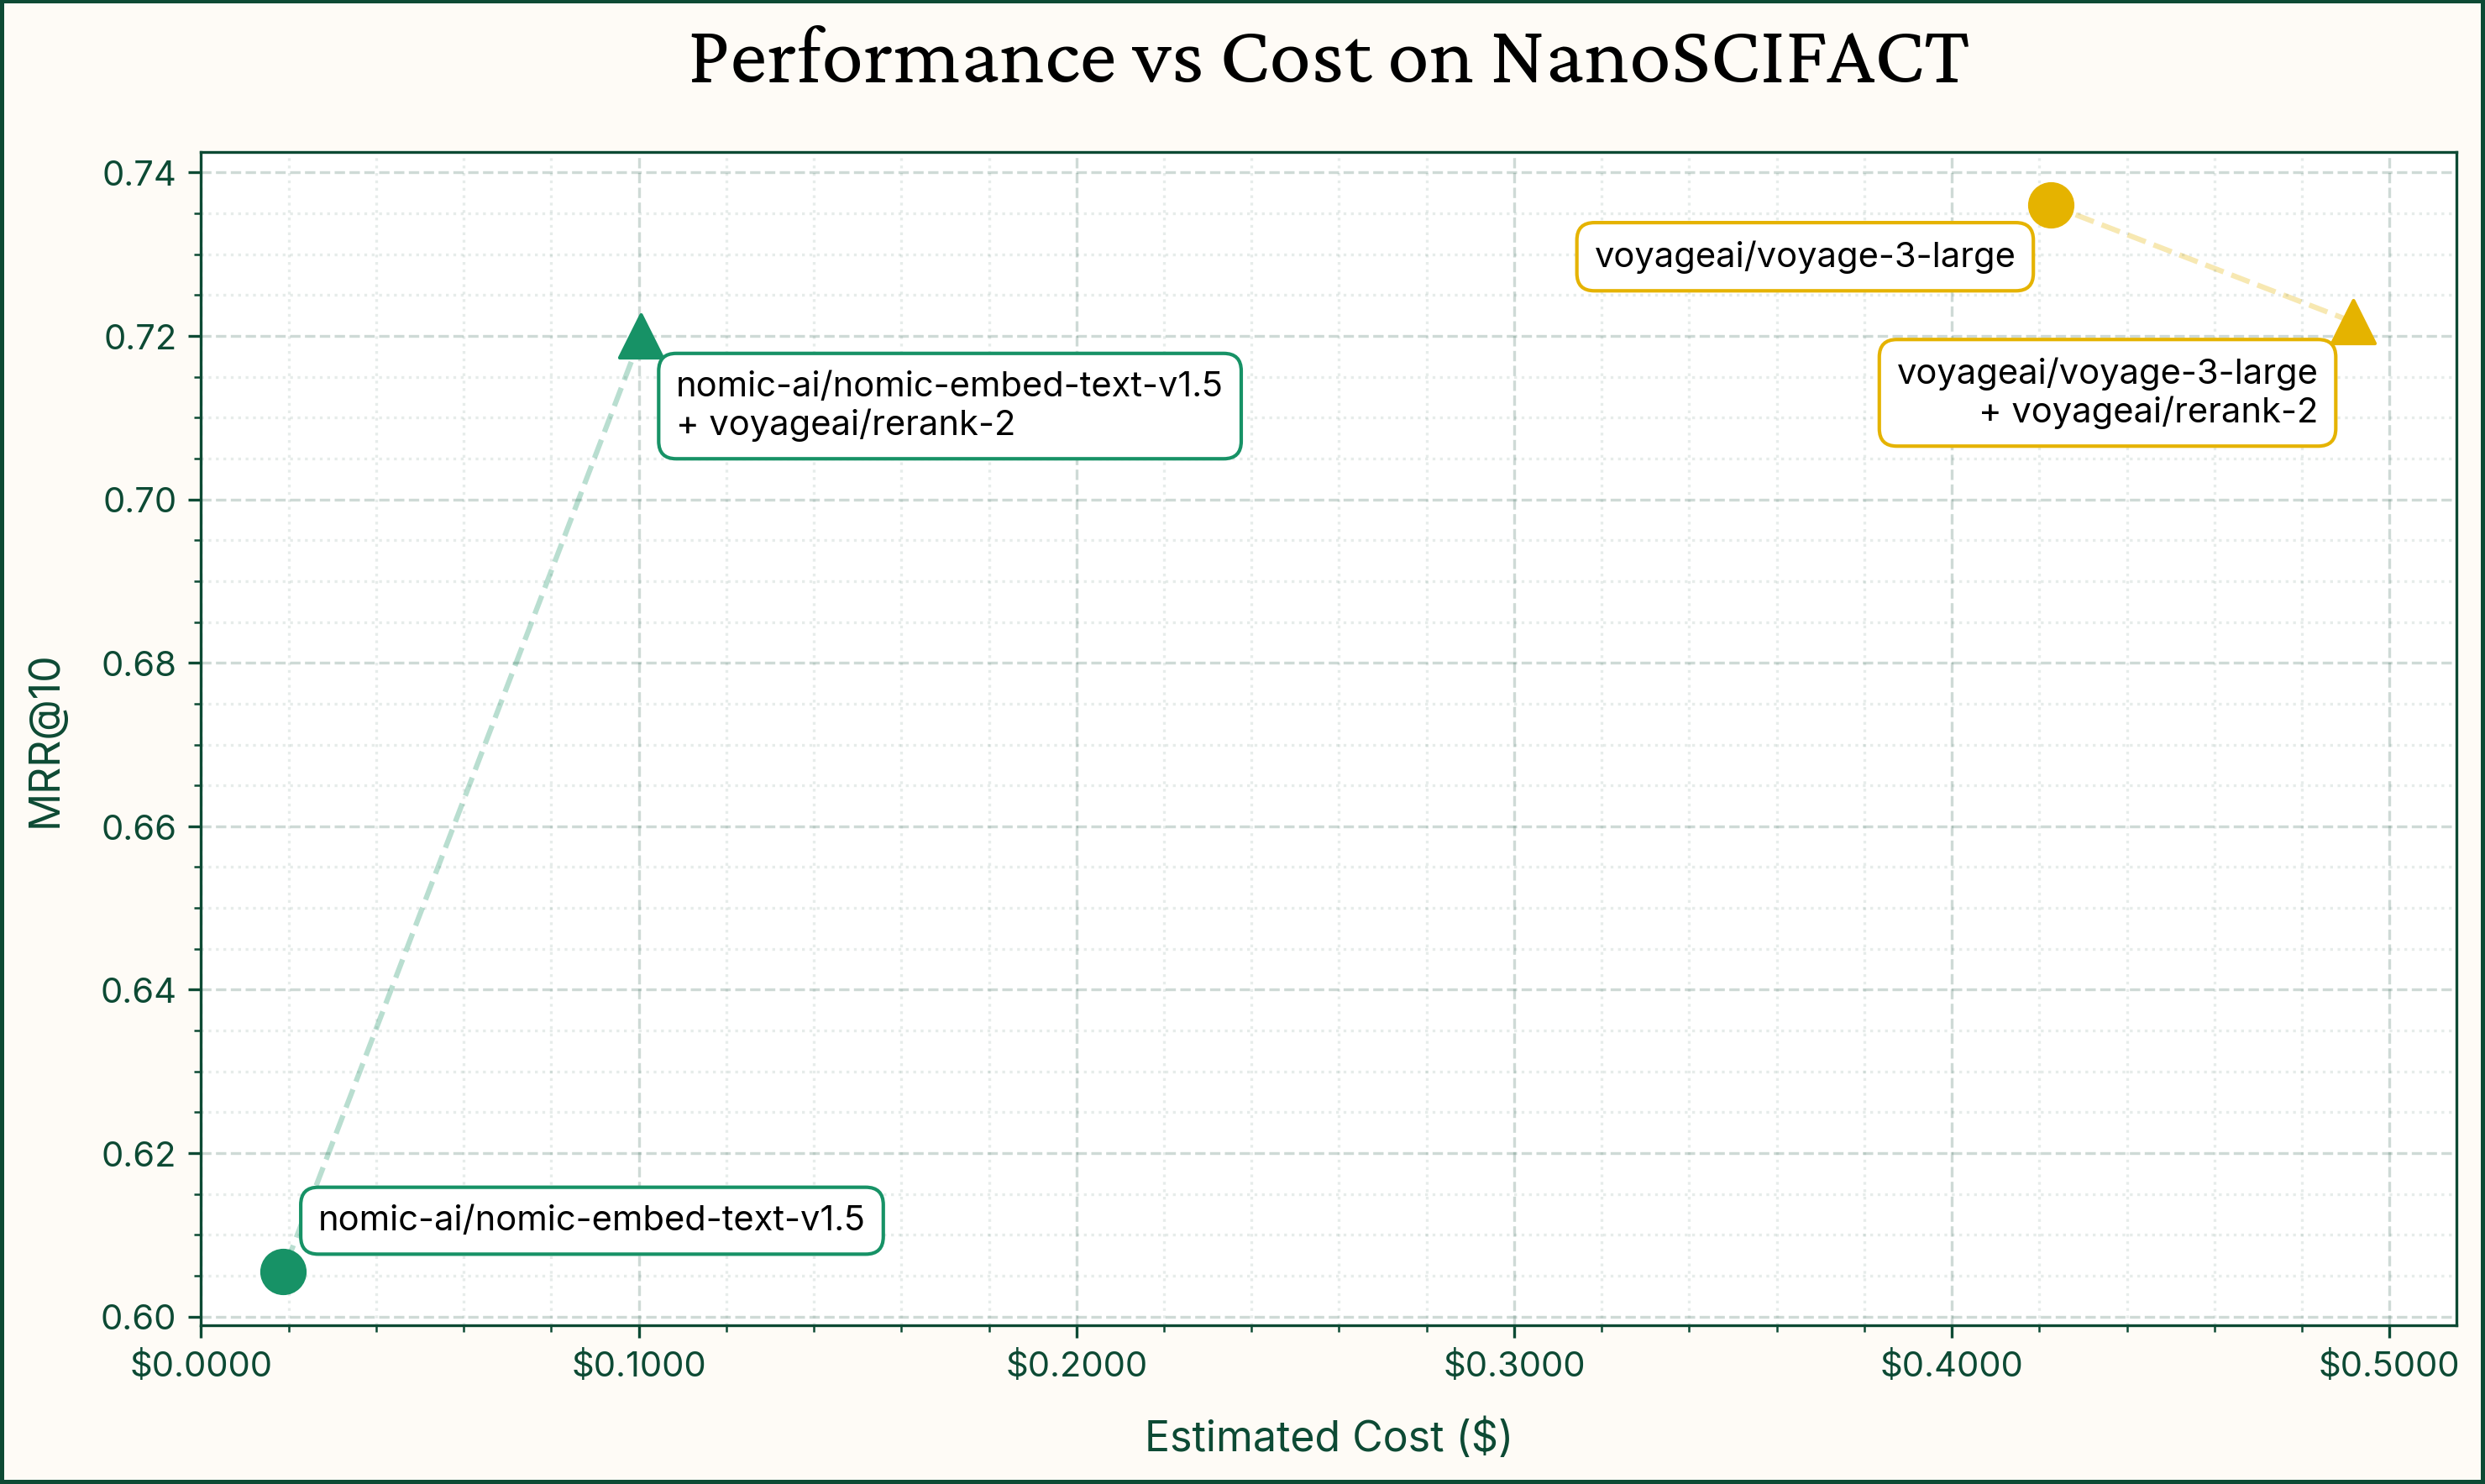 Performance vs Cost on NanoSCIFACT
0.74
0.72
0.70
0.68
0.66
0.64
0.62
0.60
MRR@10
voyageai/voyage-3-large
nomic-ai/nomic-embed-text-v1.5
+ voyageai/rerank-2
voyageai/voyage-3-large
+ voyageai/rerank-2
nomic-ai/nomic-embed-text-v1.5
$0.0000
$0.1000
$0.2000
$0.3000
$0.4000
$0.5000
Estimated Cost ($)